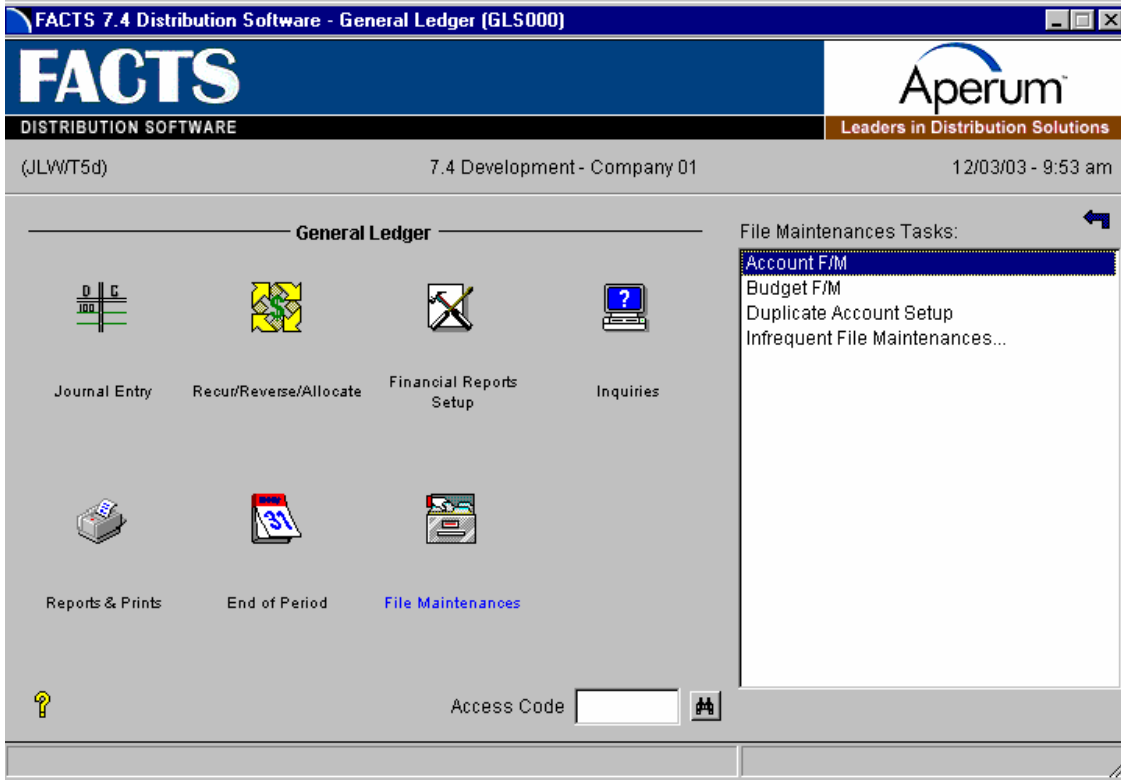 FACTS 7.4 Distribution Software - General Ledger (GLS000)
FACTS
DISTRIBUTION SOFTWARE
Aperum™
Leaders in Distribution Solutions
(JLW/T5d)
7.4 Development - Company 01
12/03/03 - 9:53 am
General Ledger
D C
100
$
?
Journal Entry
Recur/Reverse/Allocate
Financial Reports
Setup
Inquiries
31
Reports & Prints
End of Period
File Maintenances
?
Access Code
File Maintenances Tasks:
Account F/M
Budget F/M
Duplicate Account Setup
Infrequent File Maintenances...